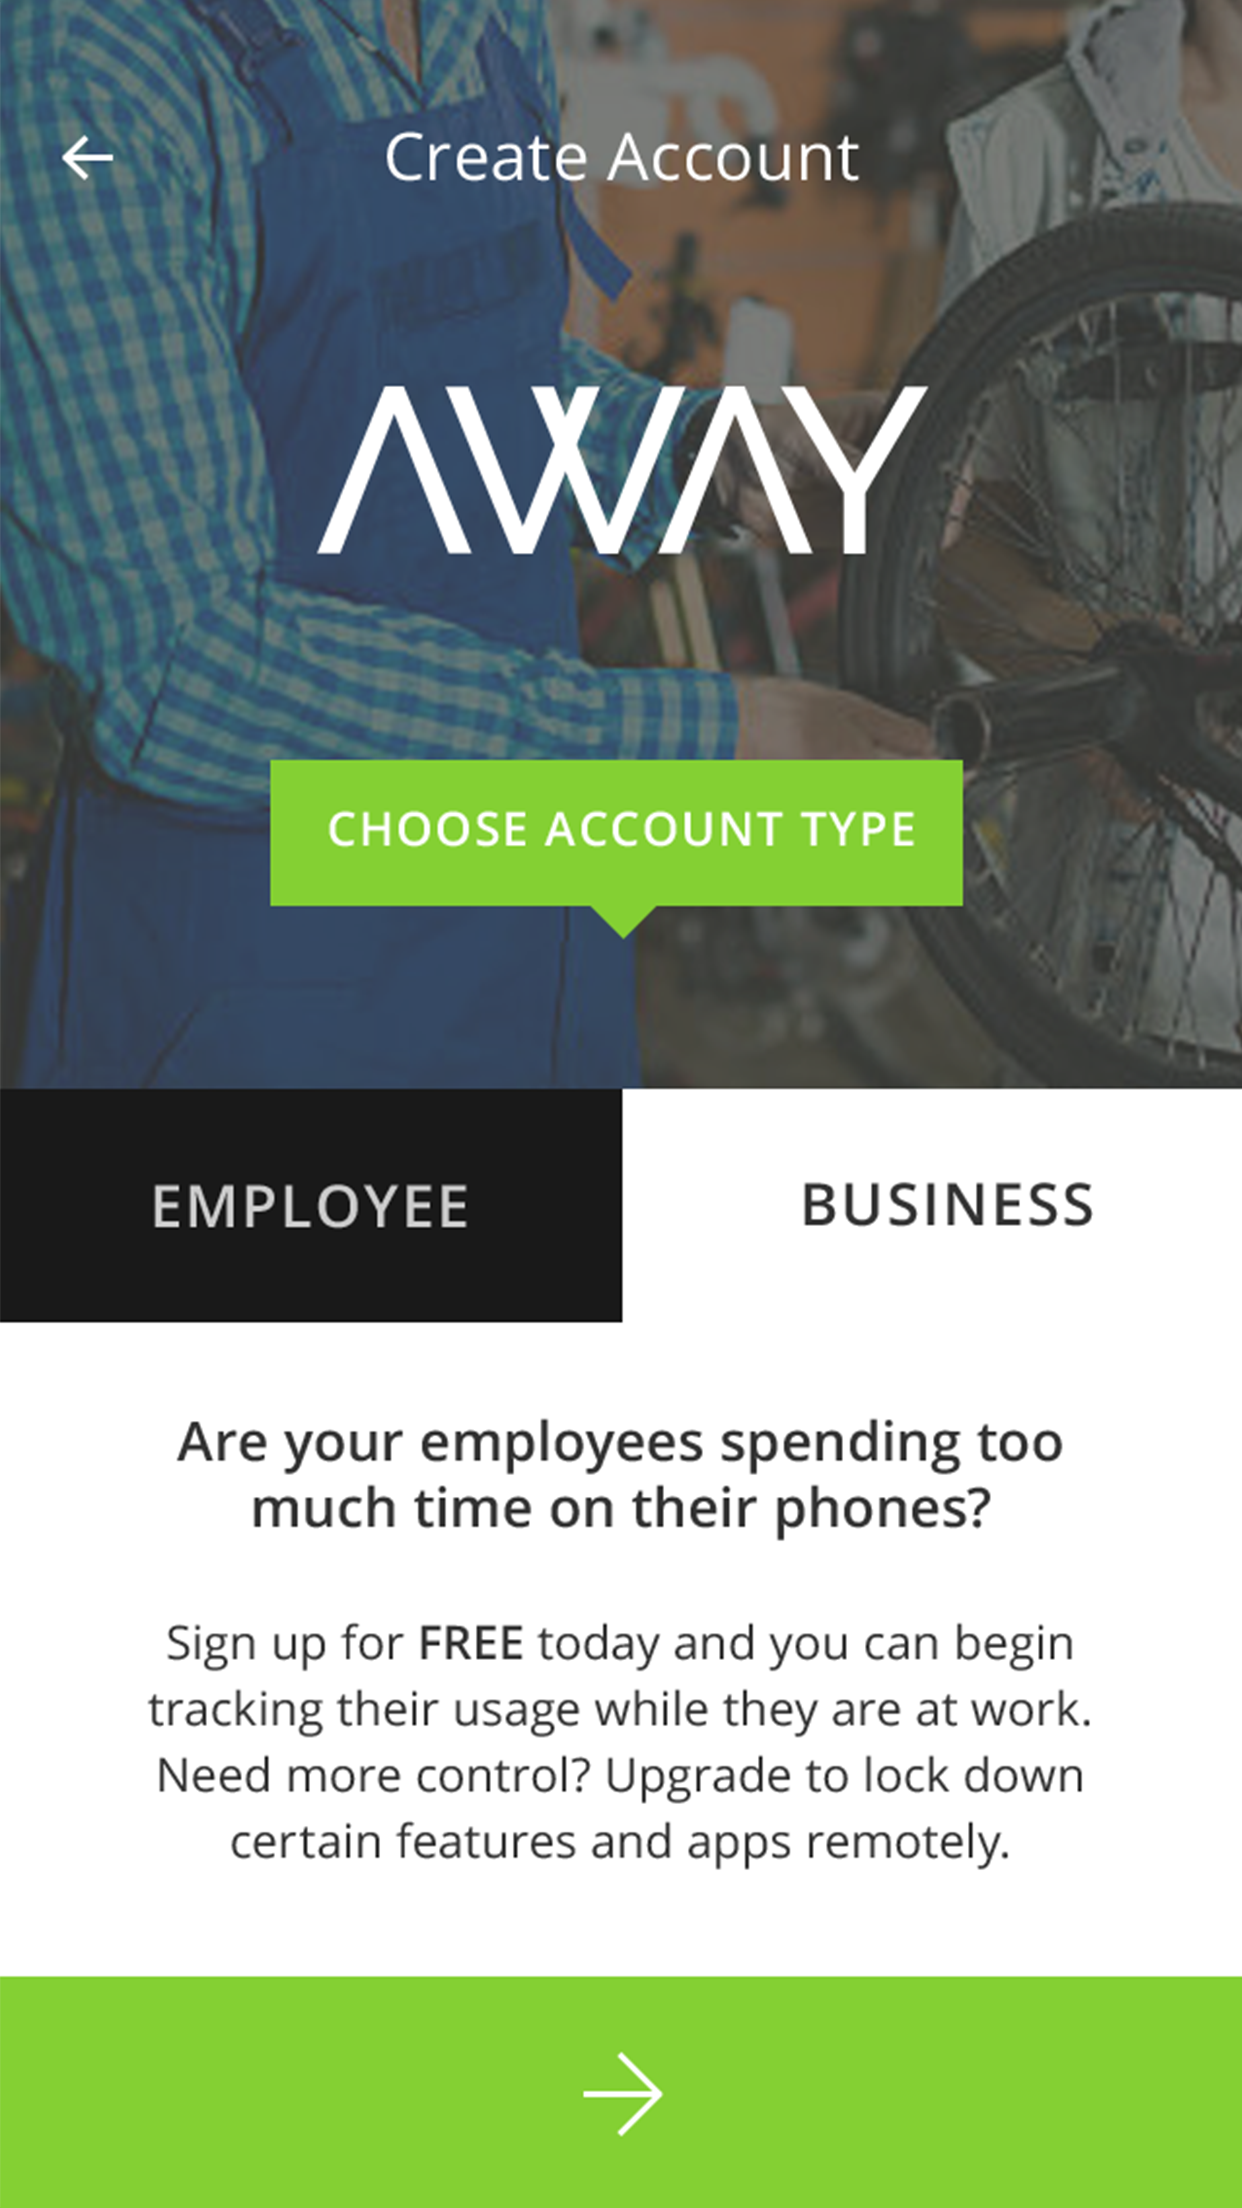 Create Account
AWAY
CHOOSE ACCOUNT TYPE
EMPLOYEE
BUSINESS
Are your employees spending too
much time on their phones?
Sign up for FREE today and you can begin
tracking their usage while they are at work.
Need more control? Upgrade to lock down
certain features and apps remotely.